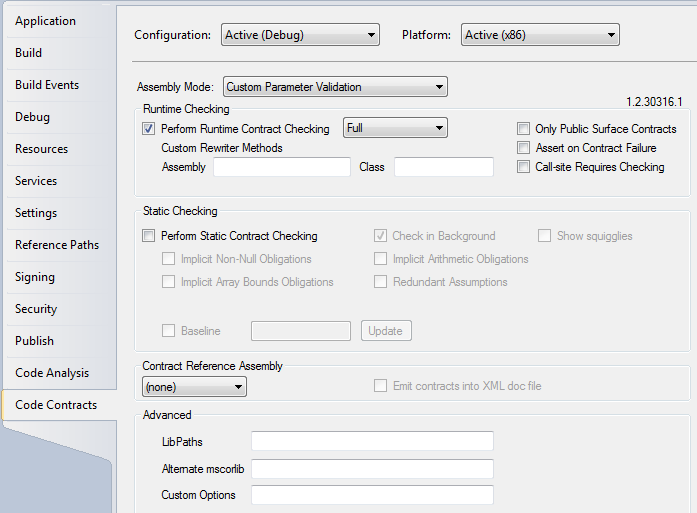 Application
Build
Build Events
Debug
Resources
Services
Settings
Reference Paths
Signing
Security
Publish
Code Analysis
Code Contracts
Configuration: Active (Debug) Platform: Active (x86)
Assembly Mode: Custom Parameter Validation
1.2.30316.1
Runtime Checking
Perform Runtime Contract Checking Full Only Public Surface Contracts
Custom Rewriter Methods Assert on Contract Failure
Assembly Class Call-site Requires Checking
Static Checking
Perform Static Contract Checking Check in Background Show squigglies
Implicit Non-Null Obligations Implicit Arithmetic Obligations
Implicit Array Bounds Obligations Redundant Assumptions
Baseline Update
Contract Reference Assembly
(none) Emit contracts into XML doc file
Advanced
LibPaths
Alternate mscorlib
Custom Options